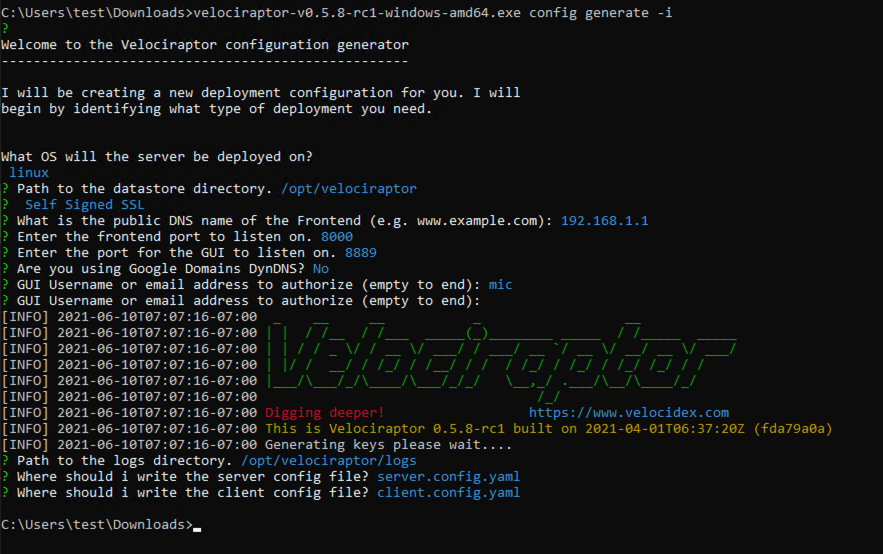 C:\Users\test\Downloads>velociraptor-v0.5.8-rc1-windows-amd64.exe config generate -i
?
Welcome to the Velociraptor configuration generator
---------------------------------------------------
I will be creating a new deployment configuration for you. I will
begin by identifying what type of deployment you need.
What OS will the server be deployed on?
linux
? Path to the datastore directory. /opt/velociraptor
?  Self Signed SSL
? What is the public DNS name of the Frontend (e.g. www.example.com): 192.168.1.1
? Enter the frontend port to listen on. 8000
? Enter the port for the GUI to listen on. 8889
? Are you using Google Domains DynDNS? No
? GUI Username or email address to authorize (empty to end): mic
? GUI Username or email address to authorize (empty to end):
[INFO] 2021-06-10T07:07:16-07:00
[INFO] 2021-06-10T07:07:16-07:00
[INFO] 2021-06-10T07:07:16-07:00 Velociraptor
[INFO] 2021-06-10T07:07:16-07:00
[INFO] 2021-06-10T07:07:16-07:00
[INFO] 2021-06-10T07:07:16-07:00
[INFO] 2021-06-10T07:07:16-07:00 Digging deeper! https://www.velocidex.com
[INFO] 2021-06-10T07:07:16-07:00 This is Velociraptor 0.5.8-rc1 built on 2021-04-01T06:37:20Z (fda79a0a)
[INFO] 2021-06-10T07:07:16-07:00 Generating keys please wait....
? Path to the logs directory. /opt/velociraptor/logs
? Where should i write the server config file? server.config.yaml
? Where should i write the client config file? client.config.yaml
C:\Users\test\Downloads>